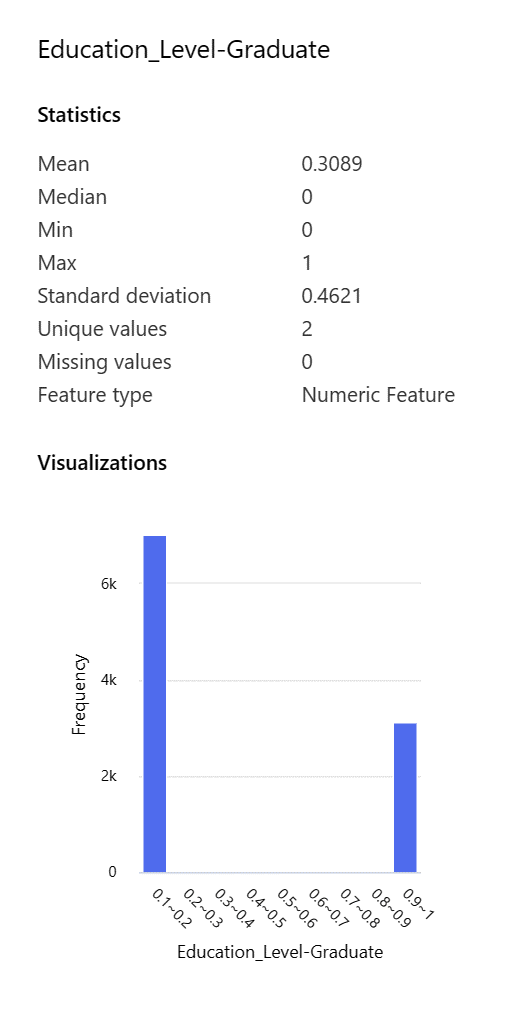 Education_Level-Graduate
Statistics
Mean 0.3089
Median 0
Min 0
Max 1
Standard deviation 0.4621
Unique values 2
Missing values 0
Feature type Numeric Feature
Visualizations
6k
4k
2k
0
Frequency
0.1~0.2 0.2~0.3 0.3~0.4 0.4~0.5 0.5~0.6 0.6~0.7 0.7~0.8 0.8~0.9 0.9~1
Education_Level-Graduate